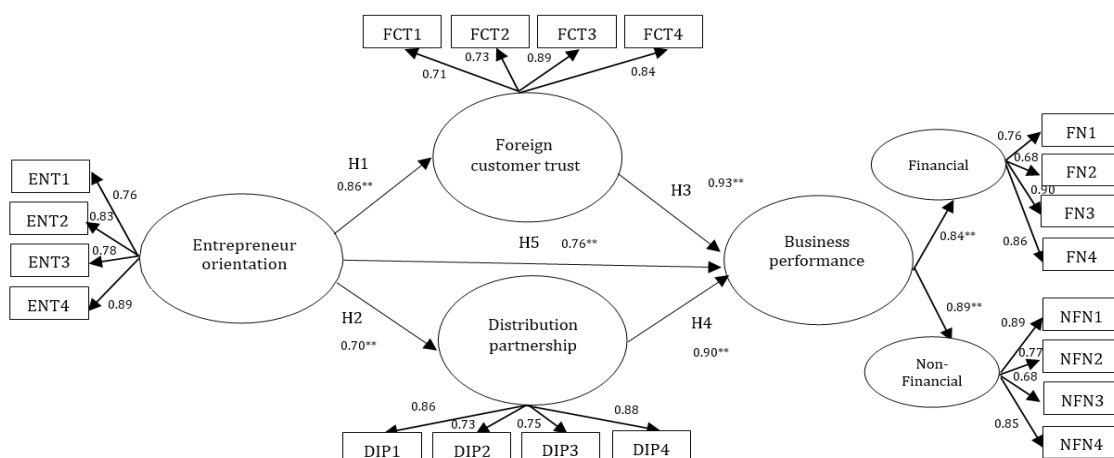 FCT1
FCT2
FCT3
FCT4
0.71
0.73
0.89
0.84
Foreign
customer trust
H1
0.86**
H3
0.93**
ENT1
ENT2
ENT3
ENT4
0.76
0.83
0.78
0.89
Entrepreneur
orientation
H5
0.76**
Business
performance
H2
0.70**
Distribution
partnership
H4
0.90**
0.86
0.73
0.75
0.88
DIP1
DIP2
DIP3
DIP4
Financial
0.84**
0.76
0.68
0.90
0.86
FN1
FN2
FN3
FN4
0.89**
Non-
Financial
0.89
0.77
0.68
0.85
NFN1
NFN2
NFN3
NFN4